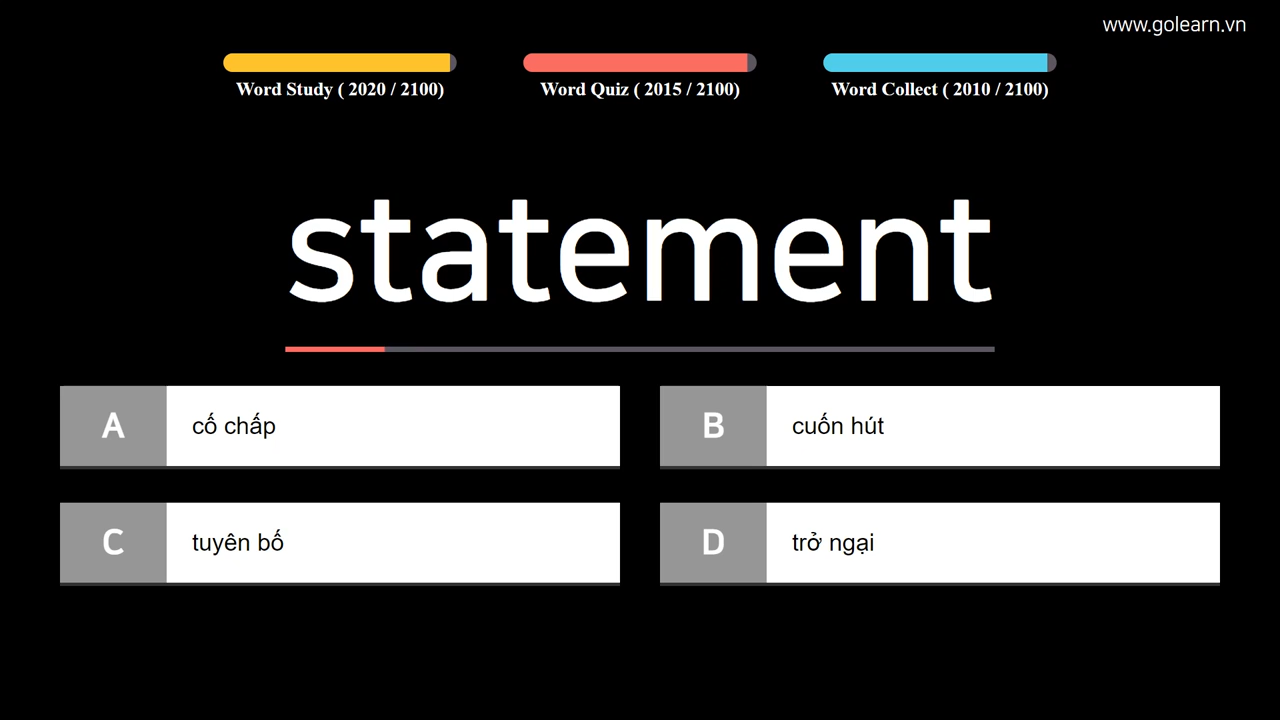 www.golearn.vn
Word Study ( 2020 / 2100)
Word Quiz ( 2015 / 2100)
Word Collect ( 2010 / 2100)
statement
A cố chấp
B cuốn hút
C tuyên bố
D trở ngại